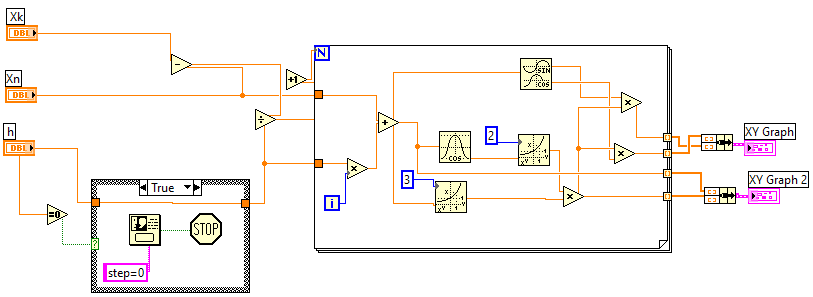 Xk
DBL
Xn
DBL
h
DBL
=0
?
True
STOP
step=0
-
÷
+1
N
+
×
i
SIN
COS
COS
2
X
Y
3
X
Y
×
×
×
XY Graph
XY Graph 2